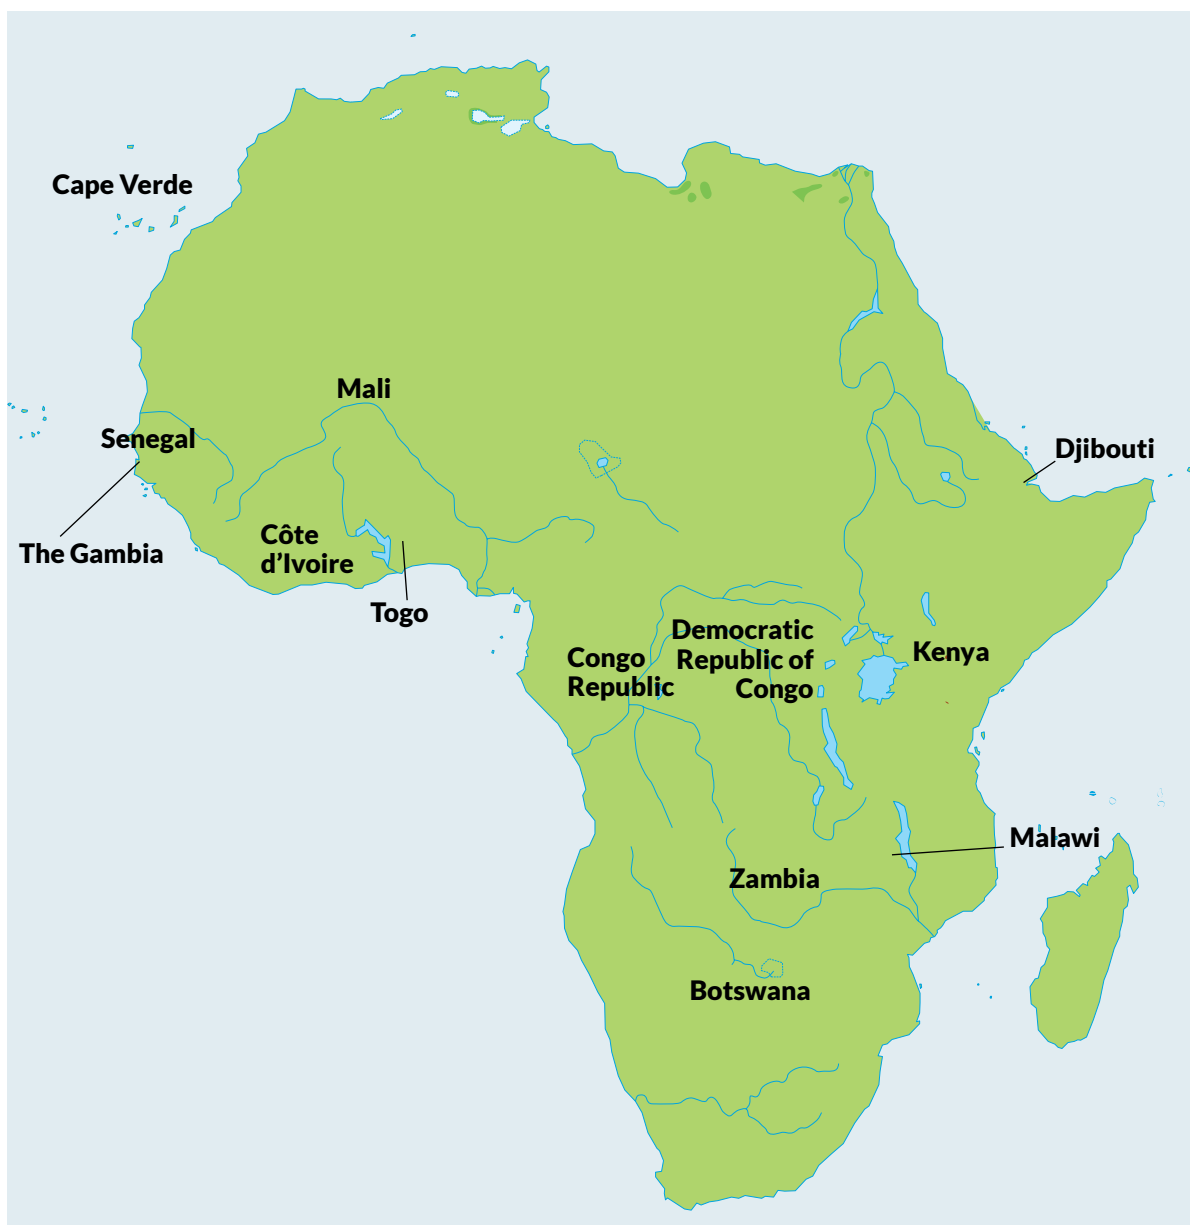 Cape Verde
Mali
Senegal
Djibouti
The Gambia
Côte
d’Ivoire
Togo
Democratic
Republic of
Congo
Congo
Republic
Kenya
Malawi
Zambia
Botswana